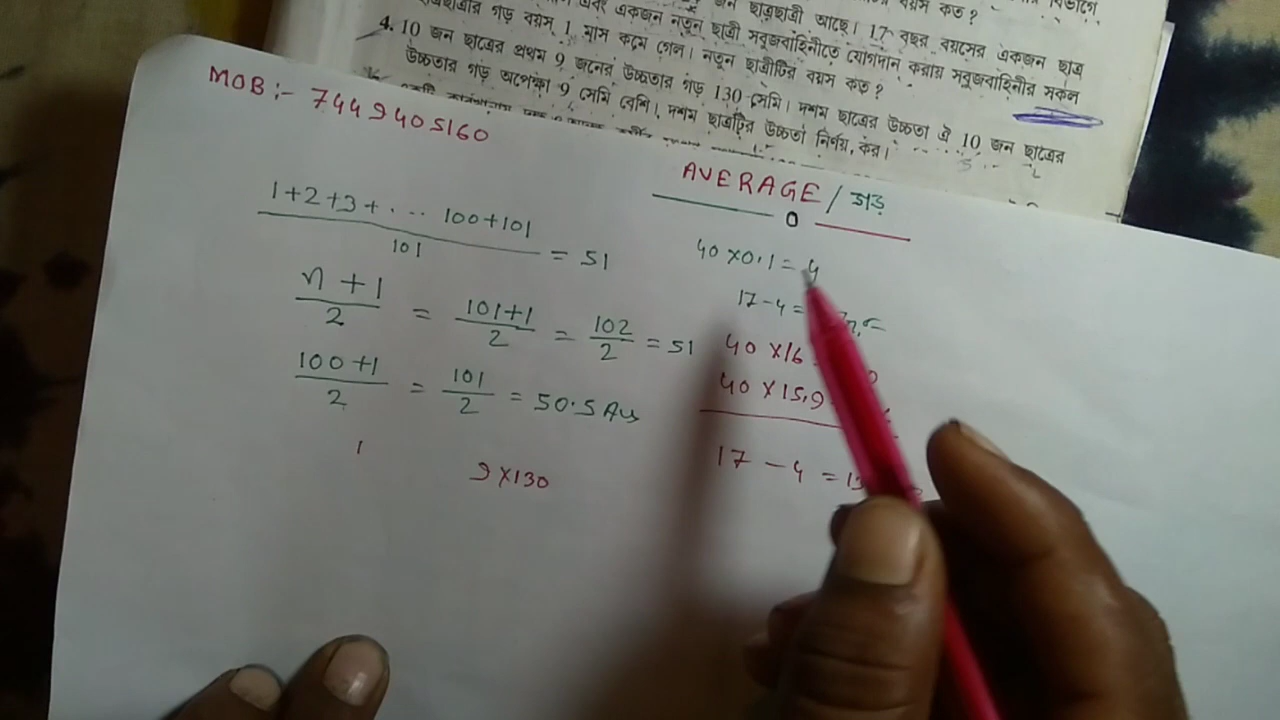 বয়স কত?
এবং একজন নতুন ছাত্রী সবুজবাহিনীতে যোগদান করায় সবুজবাহিনীর সকল
জন ছাত্রছাত্রী আছে। 17 বছর বয়সের একজন ছাত্র
গড় বয়স 1 মাস কমে গেল। নতুন ছাত্রীটির বয়স কত?
4. 10 জন ছাত্রের প্রথম 9 জনের উচ্চতার গড় 130 সেমি। দশম ছাত্রের উচ্চতা ঐ 10 জন ছাত্রের
উচ্চতার গড় অপেক্ষা 9 সেমি বেশি। দশম ছাত্রটির উচ্চতা নির্ণয় কর।
MOB:- 7449405160
AVERAGE / গড়
1+2+3+ . . . 100+101
101
= 51
n + 1
2
= 101+1
2
= 102
2
= 51
100 + 1
2
= 101
2
= 50.5 Ans
1
9 X 130
40 X 0.1 = 4
17 - 4 =
40 X 16
40 X 15.9
17 - 4 =